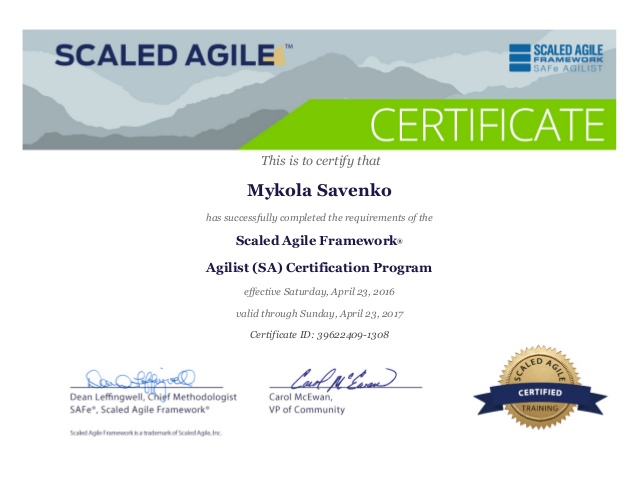 SCALED AGILE™
SCALED AGILE
FRAMEWORK
SAFe AGILIST
CERTIFICATE
This is to certify that
Mykola Savenko
has successfully completed the requirements of the
Scaled Agile Framework®
Agilist (SA) Certification Program
effective Saturday, April 23, 2016
valid through Sunday, April 23, 2017
Certificate ID: 39622409-1308
Dean Leffingwell
Carol McEwan
Dean Leffingwell, Chief Methodologist
SAFe®, Scaled Agile Framework®
Carol McEwan,
VP of Community
SCALED AGILE
CERTIFIED
TRAINING
Scaled Agile Framework is a trademark of Scaled Agile, Inc.